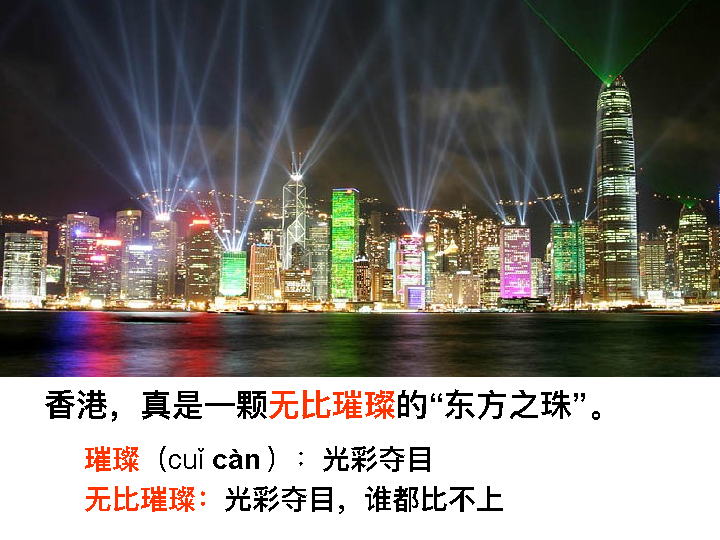 香港，真是一颗无比璀璨的“东方之珠”。
璀璨（cuǐ càn）：光彩夺目
无比璀璨：光彩夺目，谁都比不上